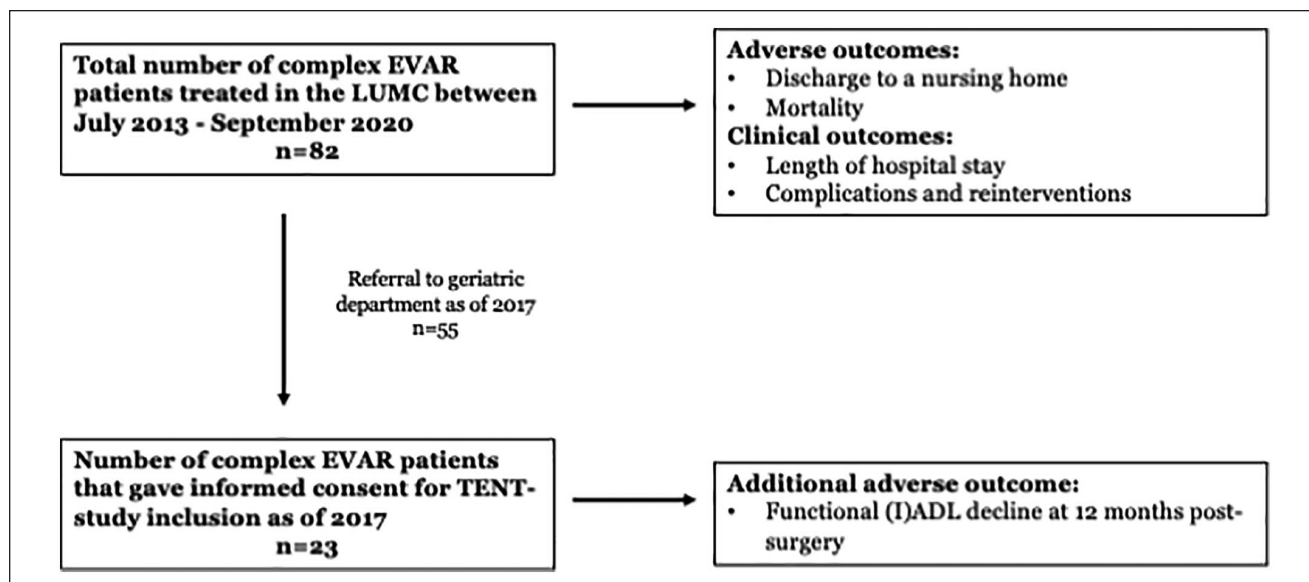 Total number of complex EVAR
patients treated in the LUMC between
July 2013 - September 2020
n=82
Adverse outcomes:
• Discharge to a nursing home
• Mortality
Clinical outcomes:
• Length of hospital stay
• Complications and reinterventions
Referral to geriatric
department as of 2017
n=55
Number of complex EVAR patients
that gave informed consent for TENT-
study inclusion as of 2017
n=23
Additional adverse outcome:
• Functional (I)ADL decline at 12 months post-
surgery